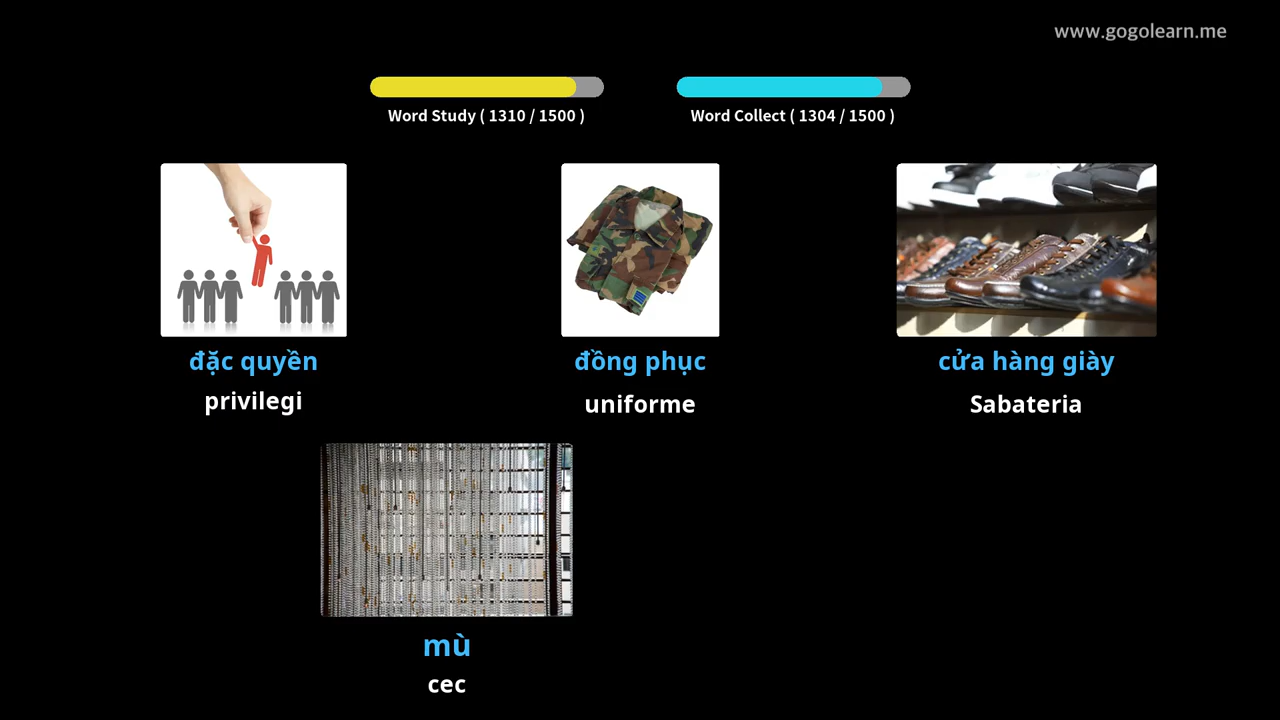 www.gogolearn.me
Word Study ( 1310 / 1500 )
Word Collect ( 1304 / 1500 )
đặc quyền
privilegi
đồng phục
uniforme
cửa hàng giày
Sabateria
mù
cec